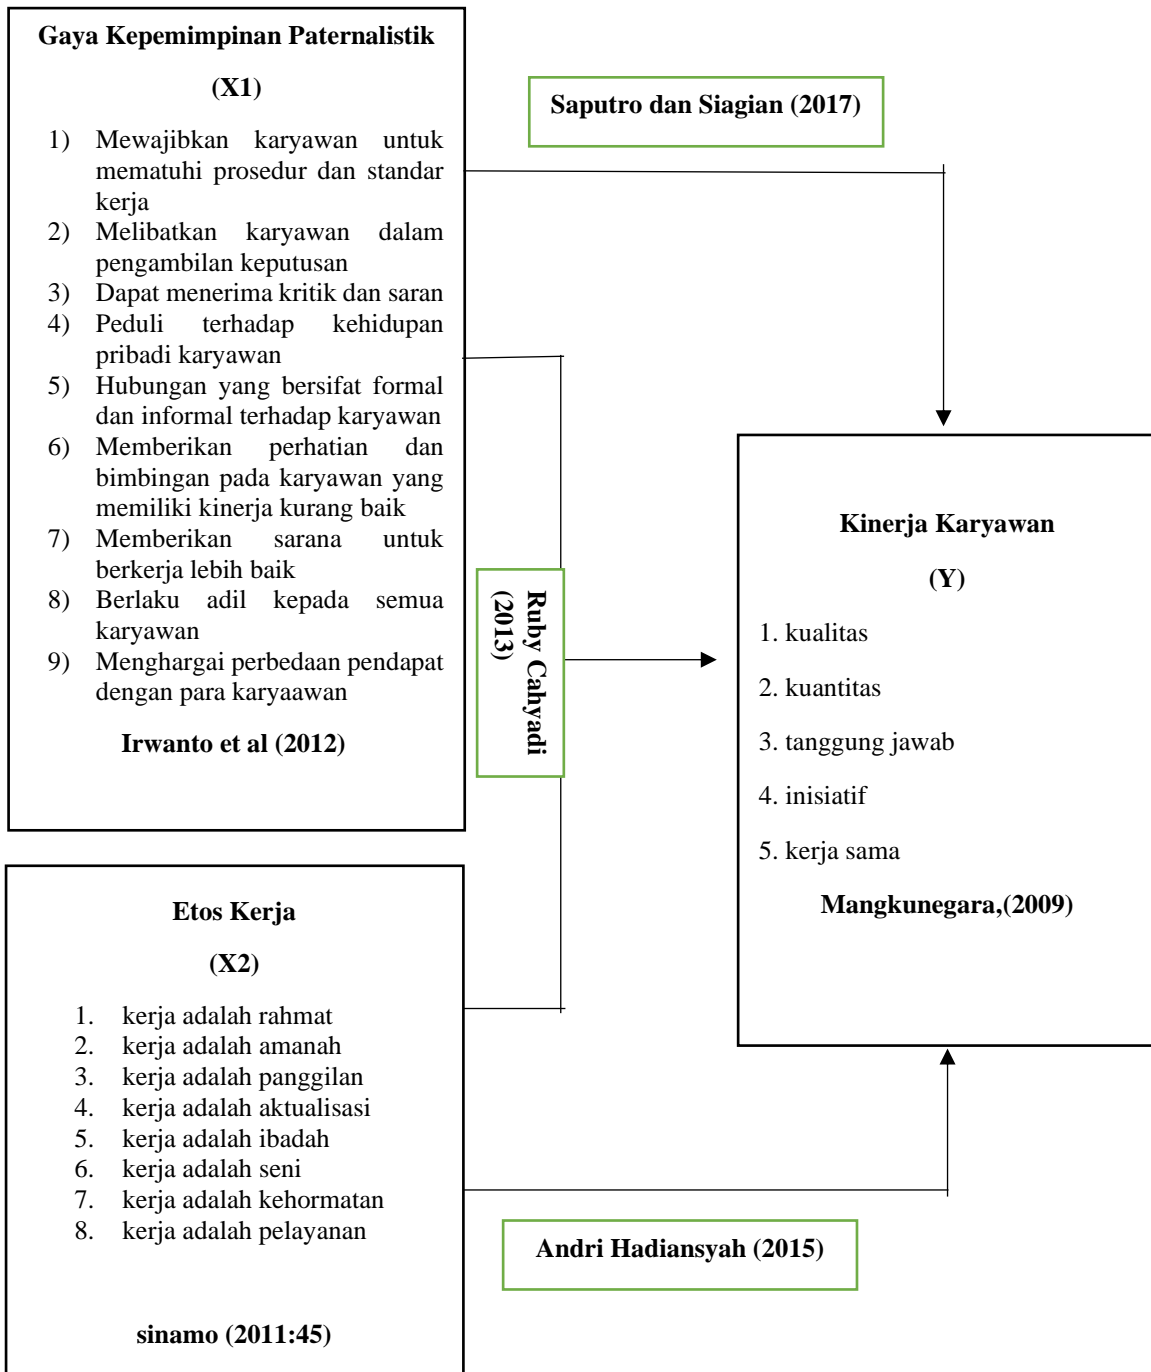 Gaya Kepemimpinan Paternalistik
(X1)
1) Mewajibkan karyawan untuk
mematuhi prosedur dan standar
kerja
2) Melibatkan karyawan dalam
pengambilan keputusan
3) Dapat menerima kritik dan saran
4) Peduli terhadap kehidupan
pribadi karyawan
5) Hubungan yang bersifat formal
dan informal terhadap karyawan
6) Memberikan perhatian dan
bimbingan pada karyawan yang
memiliki kinerja kurang baik
7) Memberikan sarana untuk
berkerja lebih baik
8) Berlaku adil kepada semua
karyawan
9) Menghargai perbedaan pendapat
dengan para karyaawan
Irwanto et al (2012)
Saputro dan Siagian (2017)
Ruby Cahyadi
(2013)
Kinerja Karyawan
(Y)
1. kualitas
2. kuantitas
3. tanggung jawab
4. inisiatif
5. kerja sama
Mangkunegara,(2009)
Etos Kerja
(X2)
1. kerja adalah rahmat
2. kerja adalah amanah
3. kerja adalah panggilan
4. kerja adalah aktualisasi
5. kerja adalah ibadah
6. kerja adalah seni
7. kerja adalah kehormatan
8. kerja adalah pelayanan
sinamo (2011:45)
Andri Hadiansyah (2015)